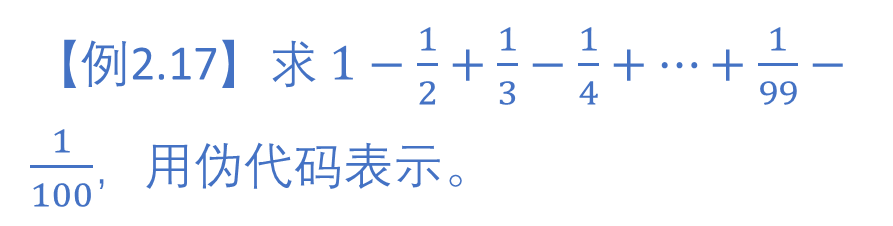 【例2.17】求 1 − 1/2 + 1/3 − 1/4 + ⋯ + 1/99 −
1/100，用伪代码表示。